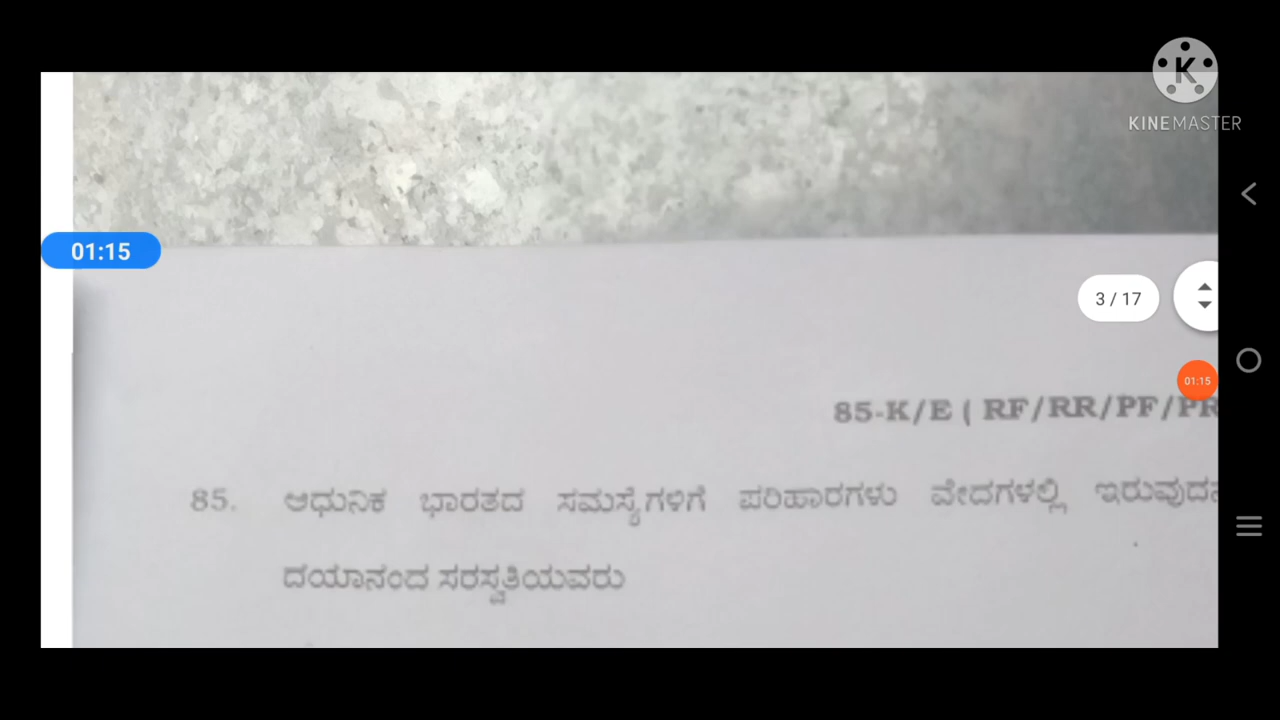 KINEMASTER
01:15
3 / 17
01:15
85-K/E ( RF/RR/PF/PR
85. ಆಧುನಿಕ ಭಾರತದ ಸಮಸ್ಯೆಗಳಿಗೆ ಪರಿಹಾರಗಳು ವೇದಗಳಲ್ಲಿ
ದಯಾನಂದ ಸರಸ್ವತಿಯವರು